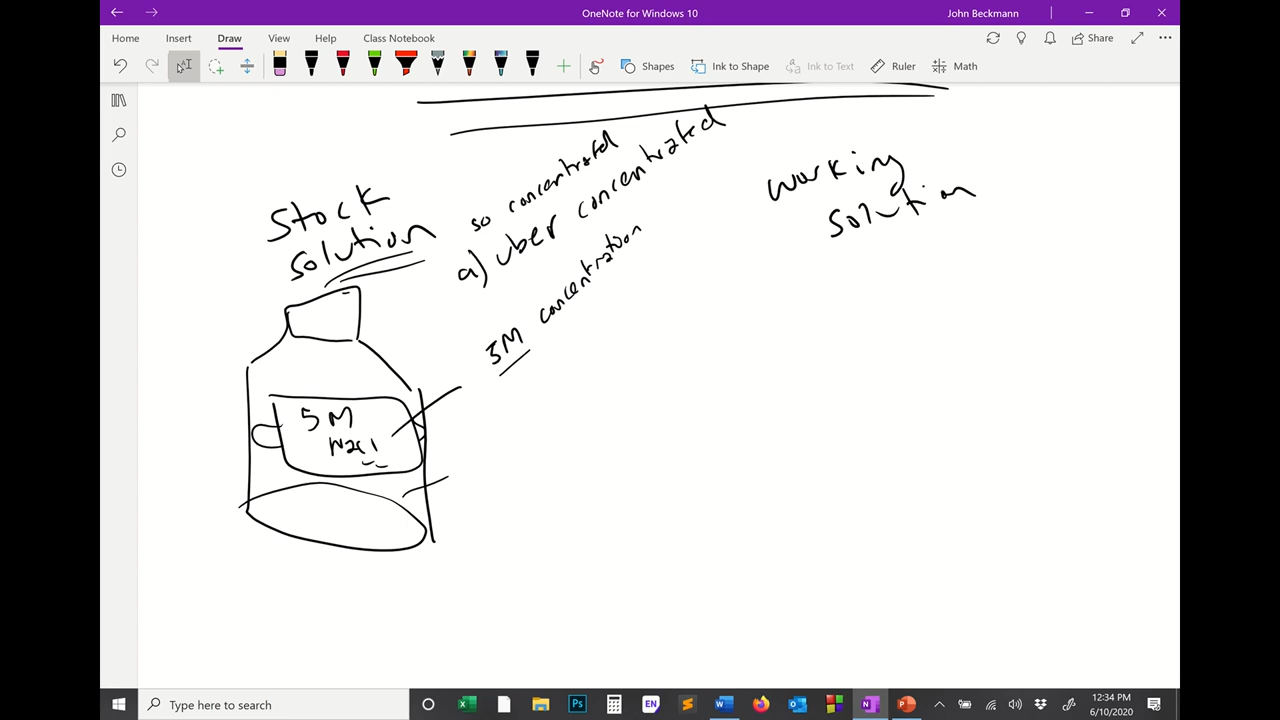 OneNote for Windows 10
John Beckmann
Home
Insert
Draw
View
Help
Class Notebook
Share
Shapes
Ink to Shape
Ink to Text
Ruler
Math
Stock
solution
so concentrated
a) uber concentrated
5M concentration
working
solution
5M
NaCl
Type here to search
EN
12:34 PM
6/10/2020